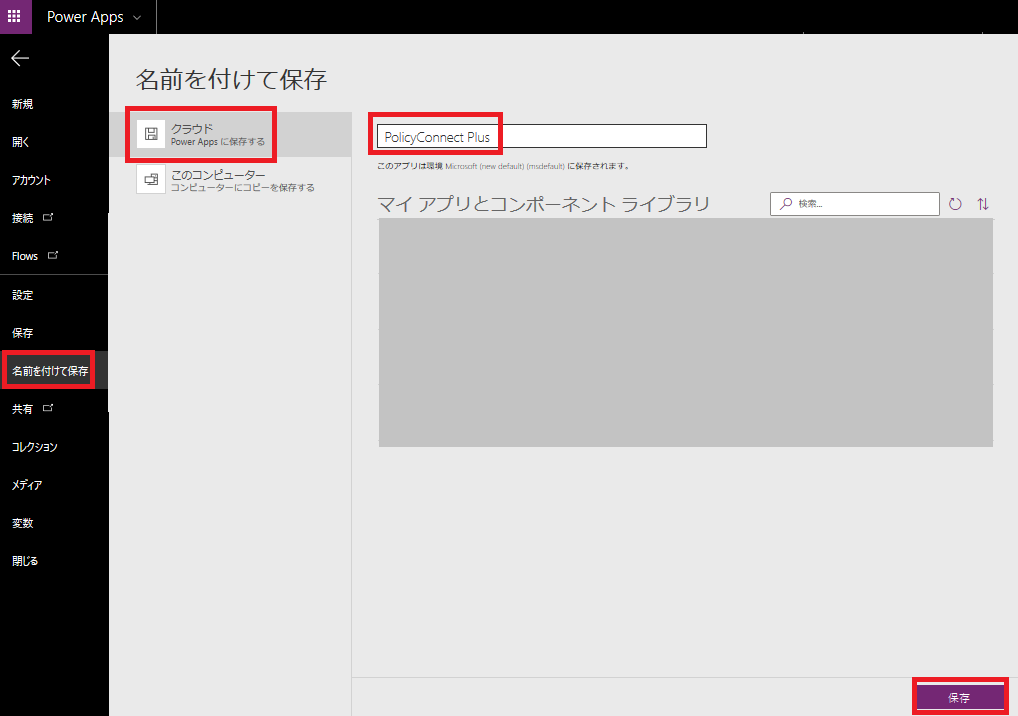 Power Apps
新規
開く
アカウント
接続
Flows
設定
保存
名前を付けて保存
共有
コレクション
メディア
変数
閉じる
名前を付けて保存
クラウド
Power Apps に保存する
このコンピューター
コンピューターにコピーを保存する
PolicyConnect Plus
このアプリは環境 Microsoft (new default) (msdefault) に保存されます。
マイ アプリとコンポーネント ライブラリ
検索...
保存